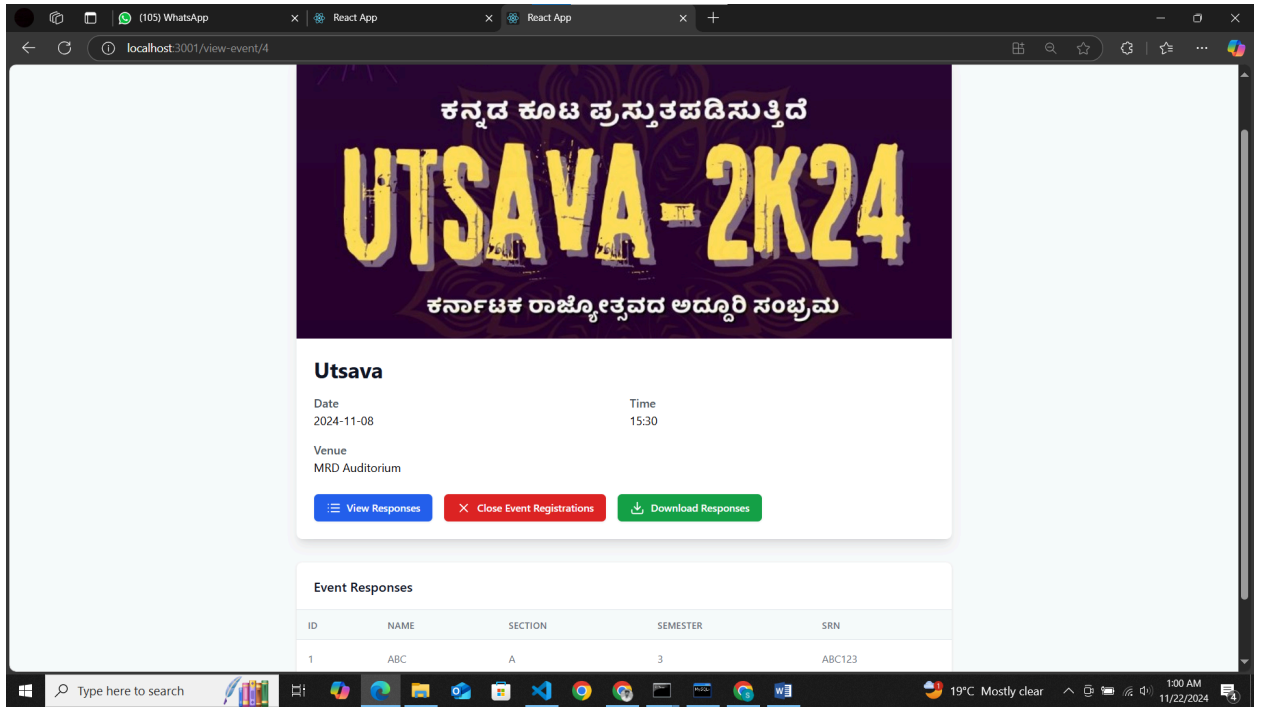 (105) WhatsApp
React App
React App
localhost:3001/view-event/4
ಕನ್ನಡ ಕೂಟ ಪ್ರಸ್ತುತಪಡಿಸುತ್ತಿದೆ
UTSAVA-2K24
ಕರ್ನಾಟಕ ರಾಜ್ಯೋತ್ಸವದ ಅದ್ದೂರಿ ಸಂಭ್ರಮ
Utsava
Date Time
2024-11-08 15:30
Venue
MRD Auditorium
View Responses Close Event Registrations Download Responses
Event Responses
ID NAME SECTION SEMESTER SRN
1 ABC A 3 ABC123
Type here to search
19°C Mostly clear
1:00 AM
11/22/2024
4